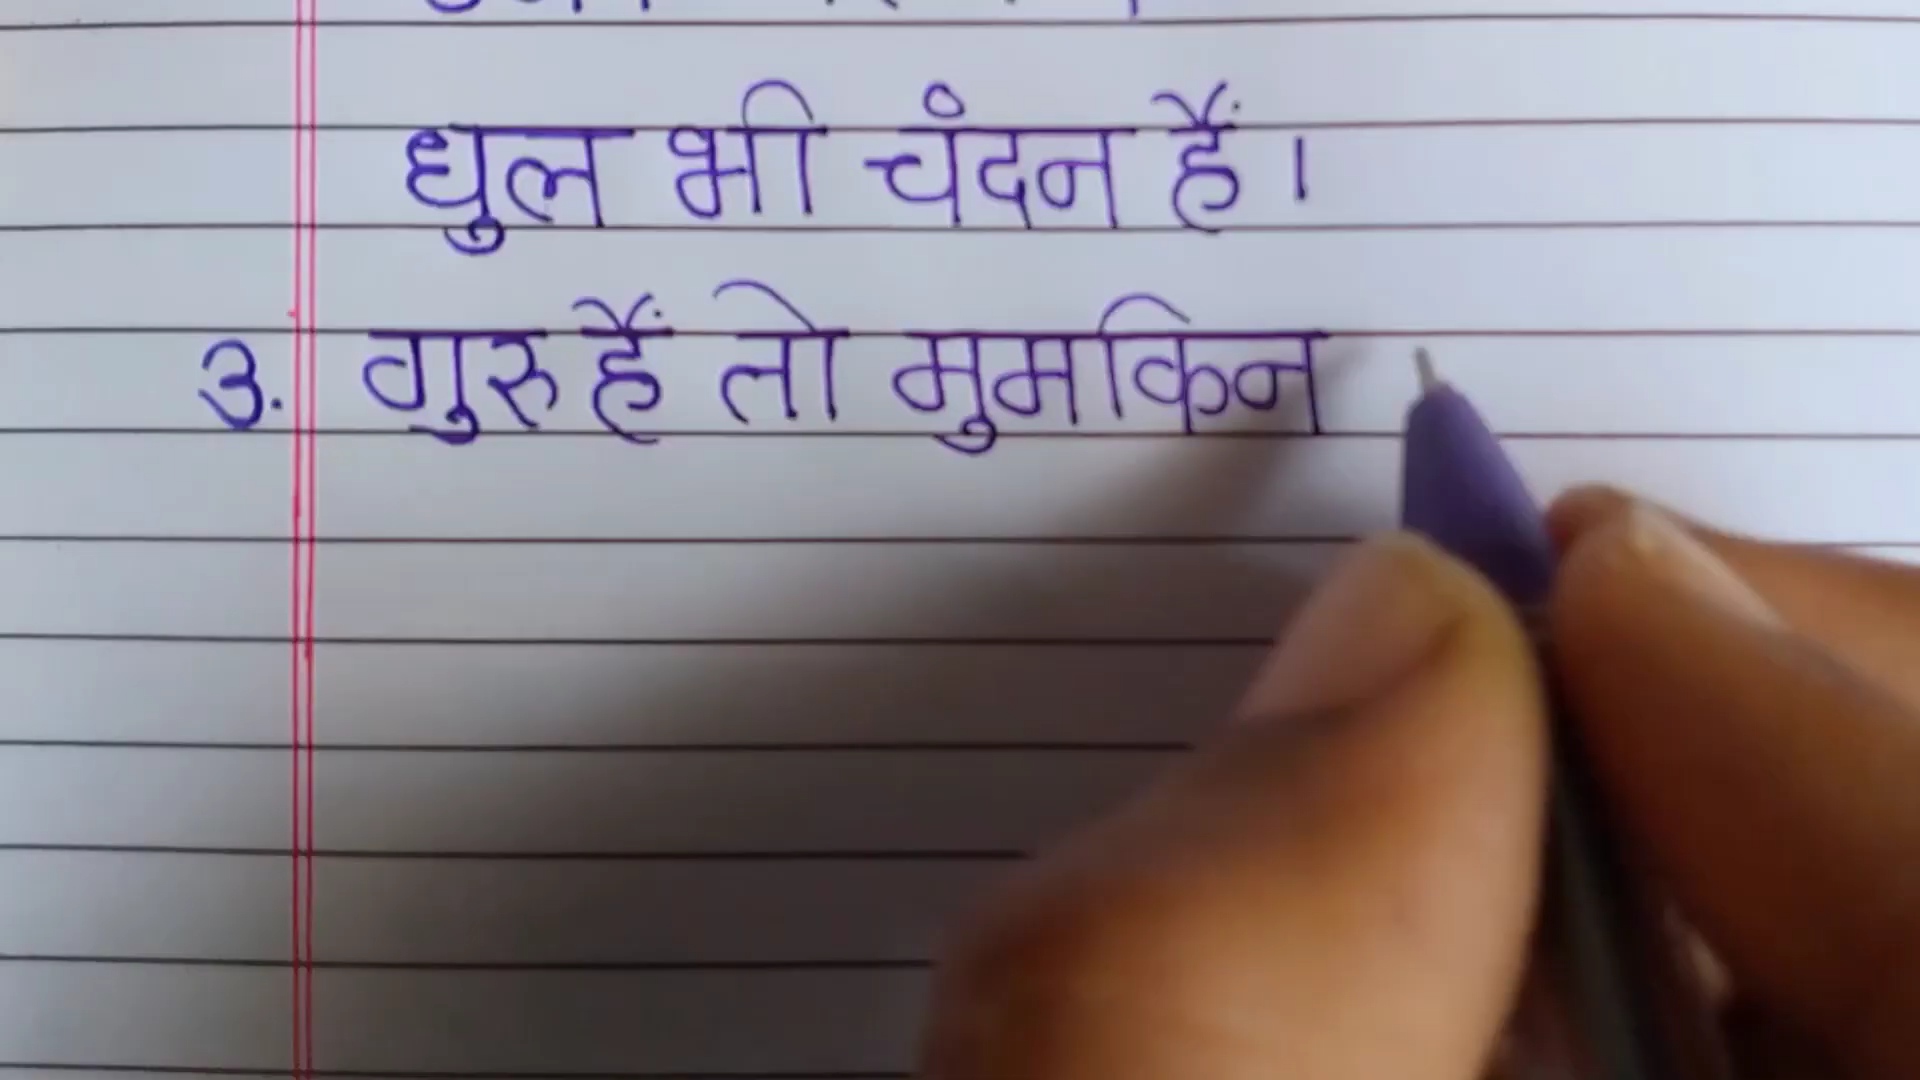 धुल भी चंदन हैं।
3. गुरु हैं तो मुमकिन